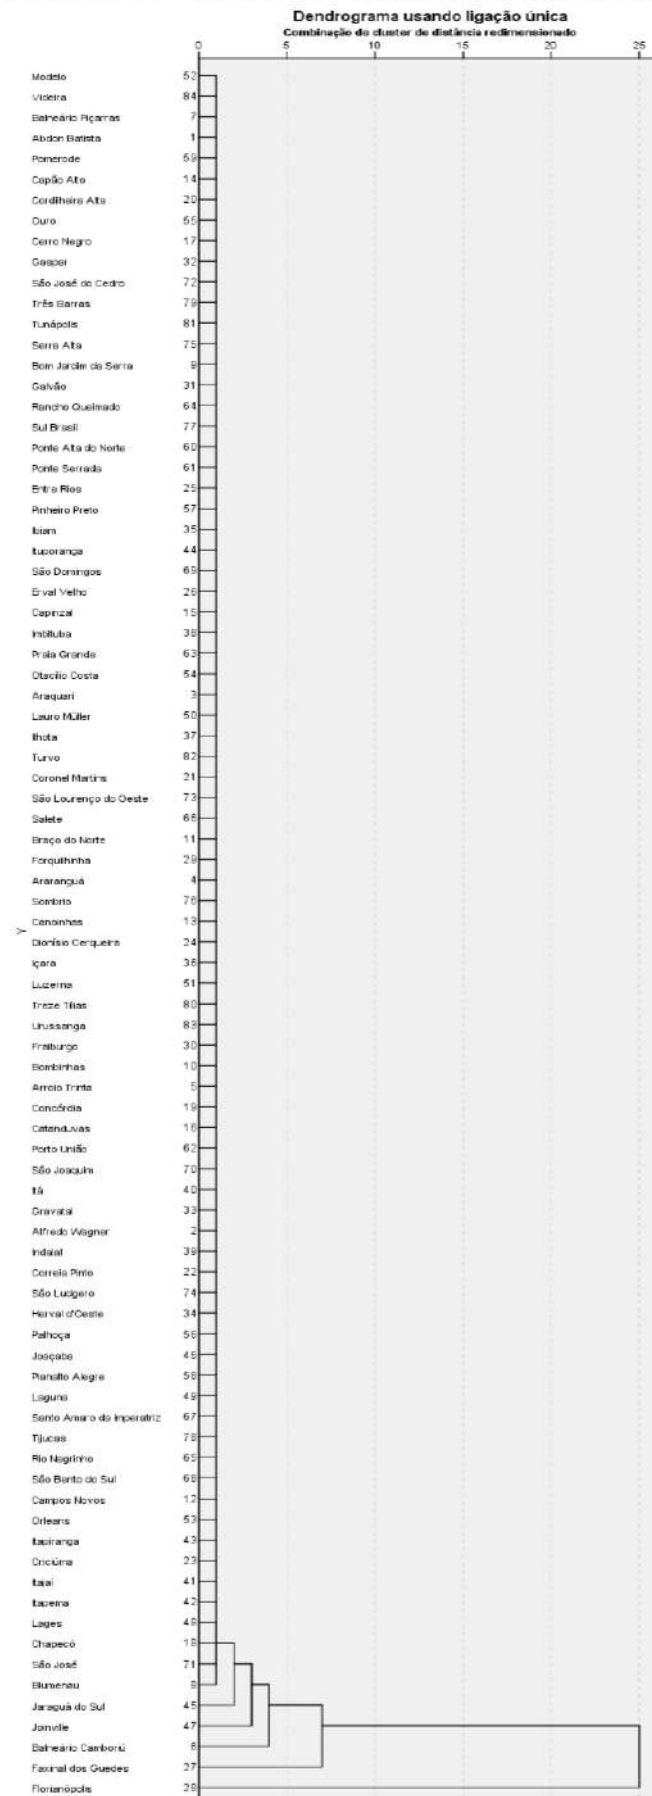 Dendrograma usando ligação única
Combinação de cluster de distância redimensionado
0 5 10 15 20 25
Modelo 52
Videira 84
Balneário Piçarras 7
Abdon Batista 1
Pomerode 59
Capão Alto 14
Cordilheira Alta 20
Ouro 55
Cerro Negro 17
Gaspar 32
São José do Cedro 72
Três Barras 79
Tunápolis 81
Serra Alta 75
Bom Jardim da Serra 9
Galvão 31
Rancho Queimado 64
Sul Brasil 77
Ponte Alta do Norte 60
Ponte Serrada 61
Entre Rios 25
Pinheiro Preto 57
Ibiam 35
Ituporanga 44
São Domingos 69
Erval Velho 26
Capinzal 15
Imbituba 38
Praia Grande 63
Otacílio Costa 54
Araquari 3
Lauro Müller 50
Ilhota 37
Turvo 82
Coronel Martins 21
São Lourenço do Oeste 73
Salete 66
Braço do Norte 11
Forquilhinha 29
Araranguá 4
Sombrio 76
Canoinhas 13
Y
Dionísio Cerqueira 24
Içara 36
Luzerna 51
Treze Tílias 80
Urussanga 83
Fraiburgo 30
Bombinhas 10
Arroio Trinta 5
Concórdia 19
Catanduvas 16
Porto União 62
São Joaquim 70
Itá 40
Gravatal 33
Alfredo Wagner 2
Indaial 39
Correia Pinto 22
São Ludgero 74
Herval d'Oeste 34
Palhoça 56
Joaçaba 46
Planalto Alegre 58
Laguna 49
Santo Amaro da Imperatriz 67
Tijucas 78
Rio Negrinho 65
São Bento do Sul 68
Campos Novos 12
Orleans 53
Itapiranga 43
Criciúma 23
Itajaí 41
Itapema 42
Lages 48
Chapecó 18
São José 71
Blumenau
Jaraguá do Sul 45
Joinville 47
Balneário Camboriú 6
Faxinal dos Guedes 27
Florianópolis 28